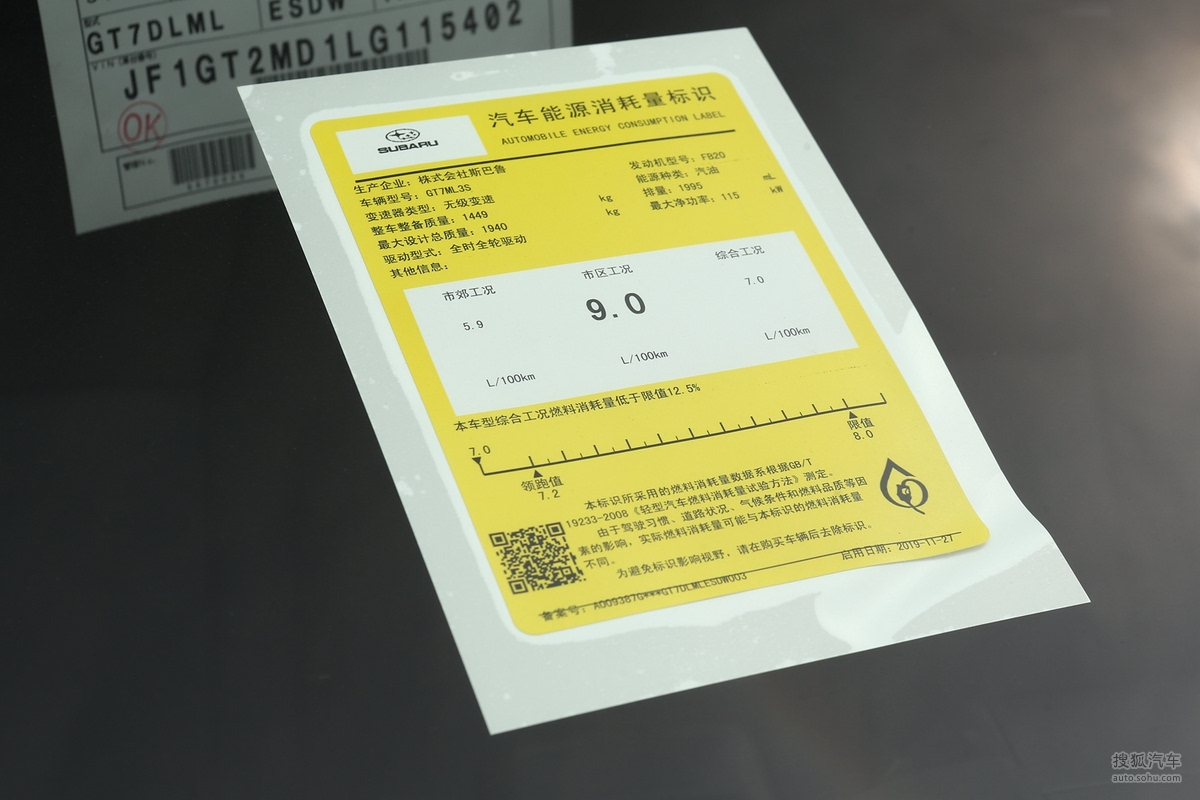 GT7DLML
ESDW
JF1GT2MD1LG115402
OK
SUBARU
汽车能源消耗量标识
AUTOMOBILE ENERGY CONSUMPTION LABEL
生产企业：株式会社斯巴鲁
车辆型号：GT7ML3S
变速器类型：无级变速
整车整备质量：1449 kg
最大设计总质量：1940 kg
驱动型式：全时全轮驱动
其他信息：
发动机型号：FB20
能源种类：汽油
排量：1995 mL
最大净功率：115 kW
市郊工况 市区工况 综合工况
5.9 9.0 7.0
L/100km L/100km L/100km
本车型综合工况燃料消耗量低于限值12.5%
7.0
领跑值
7.2
限值
8.0
本标识所采用的燃料消耗量数据系根据GB/T
19233-2008《轻型汽车燃料消耗量试验方法》测定。
由于驾驶习惯、道路状况、气候条件和燃料品质等因
素的影响，实际燃料消耗量可能与本标识的燃料消耗量
不同。
为避免标识影响视野，请在购买车辆后去除标识。
备案号：A009387G***GT7DLMLESDW003
启用日期：2019-11-27
搜狐汽车
auto.sohu.com